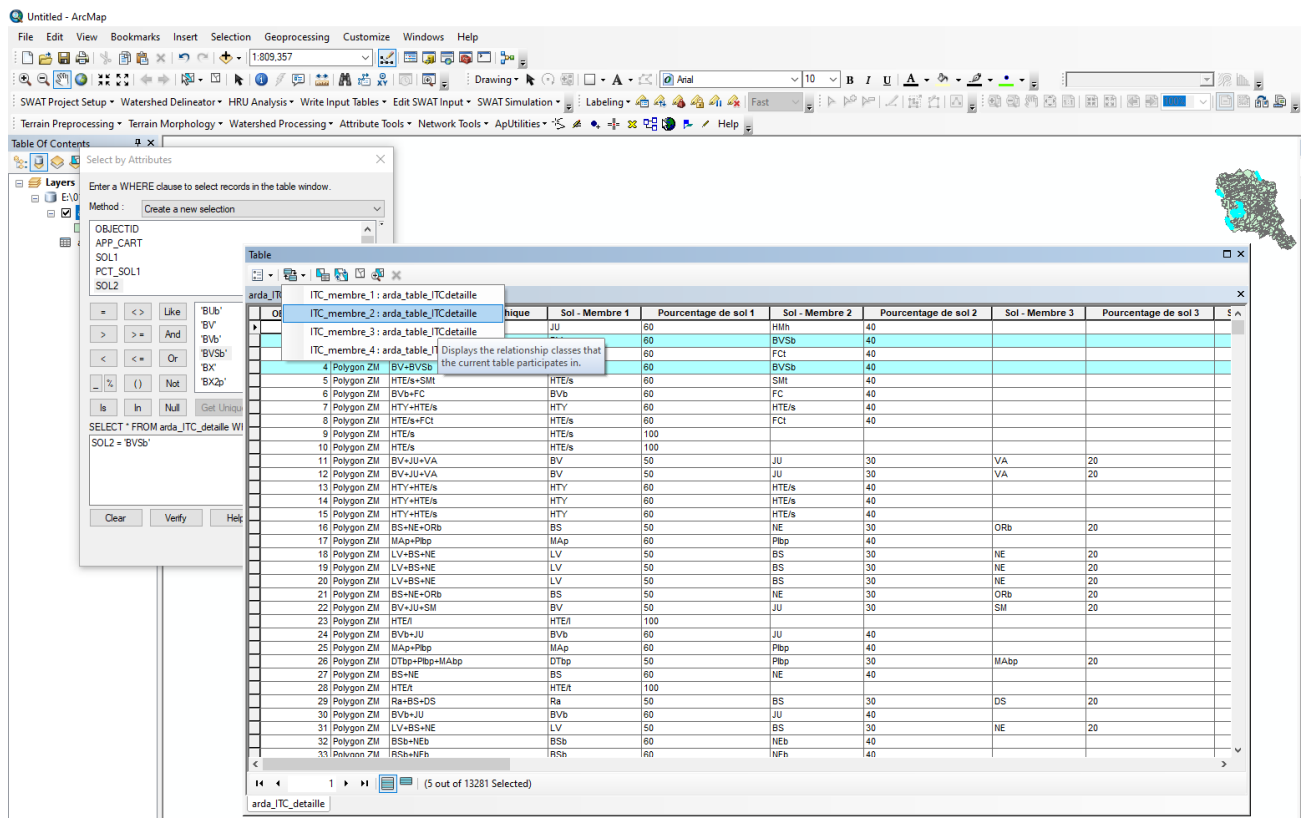 Untitled - ArcMap
File Edit View Bookmarks Insert Selection Geoprocessing Customize Windows Help
1:809,357
Drawing A Arial 10 B I U A
SWAT Project Setup Watershed Delineator HRU Analysis Write Input Tables Edit SWAT Input SWAT Simulation Labeling Fast
Terrain Preprocessing Terrain Morphology Watershed Processing Attribute Tools Network Tools ApUtilities Help
Table Of Contents
Layers
E:\0
Select by Attributes
Enter a WHERE clause to select records in the table window.
Method : Create a new selection
OBJECTID
APP_CART
SOL1
PCT_SOL1
SOL2
= <> Like
> >= And
< <= Or
_ % () Not
Is In Null Get Uniqu
'BUb'
'BV'
'BVb'
'BVSb'
'BX'
'BX2p'
SELECT * FROM arda_ITC_detaille WI
SOL2 = 'BVSb'
Clear Verify Help
Table
arda_IT
ITC_membre_1 : arda_table_ITCdetaille
ITC_membre_2 : arda_table_ITCdetaille
ITC_membre_3 : arda_table_ITCdetaille
ITC_membre_4 : arda_table_IT
Displays the relationship classes that
the current table participates in.
OB hique Sol - Membre 1 Pourcentage de sol 1 Sol - Membre 2 Pourcentage de sol 2 Sol - Membre 3 Pourcentage de sol 3 S
JU 60 HMh 40
60 BVSb 40
60 FCt 40
4 Polygon ZM BV+BVSb 60 BVSb 40
5 Polygon ZM HTE/s+SMt HTE/s 60 SMt 40
6 Polygon ZM BVb+FC BVb 60 FC 40
7 Polygon ZM HTY+HTE/s HTY 60 HTE/s 40
8 Polygon ZM HTE/s+FCt HTE/s 60 FCt 40
9 Polygon ZM HTE/s HTE/s 100
10 Polygon ZM HTE/s HTE/s 100
11 Polygon ZM BV+JU+VA BV 50 JU 30 VA 20
12 Polygon ZM BV+JU+VA BV 50 JU 30 VA 20
13 Polygon ZM HTY+HTE/s HTY 60 HTE/s 40
14 Polygon ZM HTY+HTE/s HTY 60 HTE/s 40
15 Polygon ZM HTY+HTE/s HTY 60 HTE/s 40
16 Polygon ZM BS+NE+ORb BS 50 NE 30 ORb 20
17 Polygon ZM MAp+Plbp MAp 60 Plbp 40
18 Polygon ZM LV+BS+NE LV 50 BS 30 NE 20
19 Polygon ZM LV+BS+NE LV 50 BS 30 NE 20
20 Polygon ZM LV+BS+NE LV 50 BS 30 NE 20
21 Polygon ZM BS+NE+ORb BS 50 NE 30 ORb 20
22 Polygon ZM BV+JU+SM BV 50 JU 30 SM 20
23 Polygon ZM HTE/l HTE/l 100
24 Polygon ZM BVb+JU BVb 60 JU 40
25 Polygon ZM MAp+Plbp MAp 60 Plbp 40
26 Polygon ZM DTbp+Plbp+MAbp DTbp 50 Plbp 30 MAbp 20
27 Polygon ZM BS+NE BS 60 NE 40
28 Polygon ZM HTE/t HTE/t 100
29 Polygon ZM Ra+BS+DS Ra 50 BS 30 DS 20
30 Polygon ZM BVb+JU BVb 60 JU 40
31 Polygon ZM LV+BS+NE LV 50 BS 30 NE 20
32 Polygon ZM BSb+NEb BSb 60 NEb 40
33 Polygon ZM BSb+NEb BSb 60 NEb 40
1 (5 out of 13281 Selected)
arda_ITC_detaille